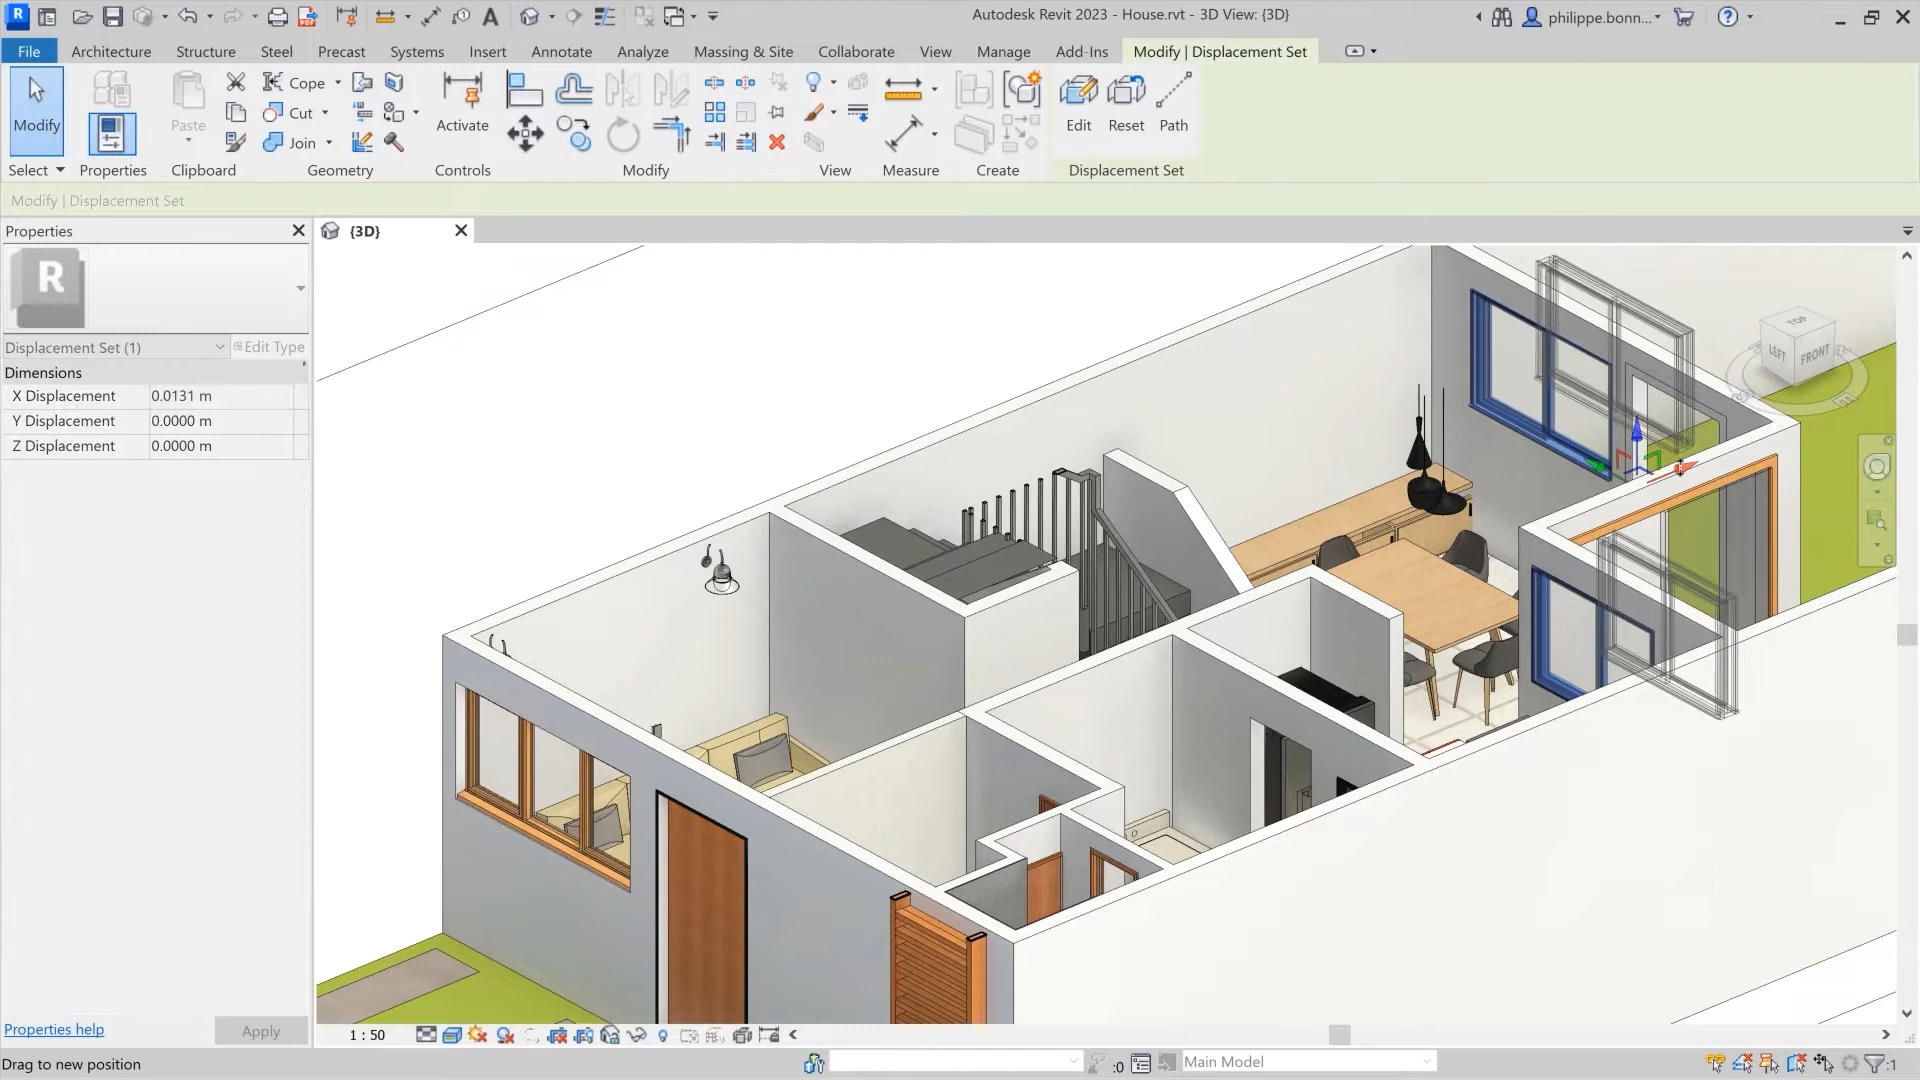 R
Autodesk Revit 2023 - House.rvt - 3D View: {3D}
philippe.bonn...
File
Architecture
Structure
Steel
Precast
Systems
Insert
Annotate
Analyze
Massing & Site
Collaborate
View
Manage
Add-Ins
Modify | Displacement Set
Modify
Paste
Cope
Cut
Join
Activate
Edit
Reset
Path
Select
Properties
Clipboard
Geometry
Controls
Modify
View
Measure
Create
Displacement Set
Modify | Displacement Set
Properties
{3D}
R
Displacement Set (1)
Edit Type
Dimensions
X Displacement 0.0131 m
Y Displacement 0.0000 m
Z Displacement 0.0000 m
TOP
LEFT
FRONT
Properties help
Apply
1 : 50
Drag to new position
:0
Main Model
:1